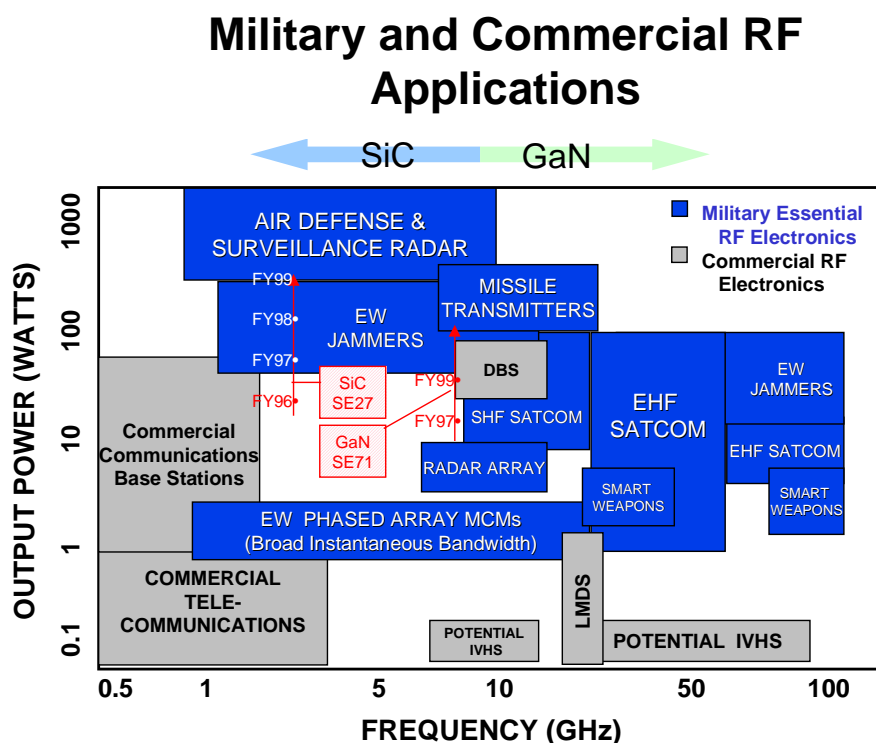 Military and Commercial RF
Applications
SiC
GaN
Military Essential
RF Electronics
Commercial RF
Electronics
OUTPUT POWER (WATTS)
1000
100
10
1
0.1
AIR DEFENSE &
SURVEILLANCE RADAR
FY99
FY98
FY97
FY96
EW
JAMMERS
MISSILE
TRANSMITTERS
SiC
SE27
GaN
SE71
FY99
FY97
DBS
SHF SATCOM
RADAR ARRAY
EHF
SATCOM
EW
JAMMERS
EHF SATCOM
SMART
WEAPONS
SMART
WEAPONS
Commercial
Communications
Base Stations
EW PHASED ARRAY MCMs
(Broad Instantaneous Bandwidth)
COMMERCIAL
TELE-
COMMUNICATIONS
LMDS
POTENTIAL
IVHS
POTENTIAL IVHS
0.5
1
5
10
50
100
FREQUENCY (GHz)